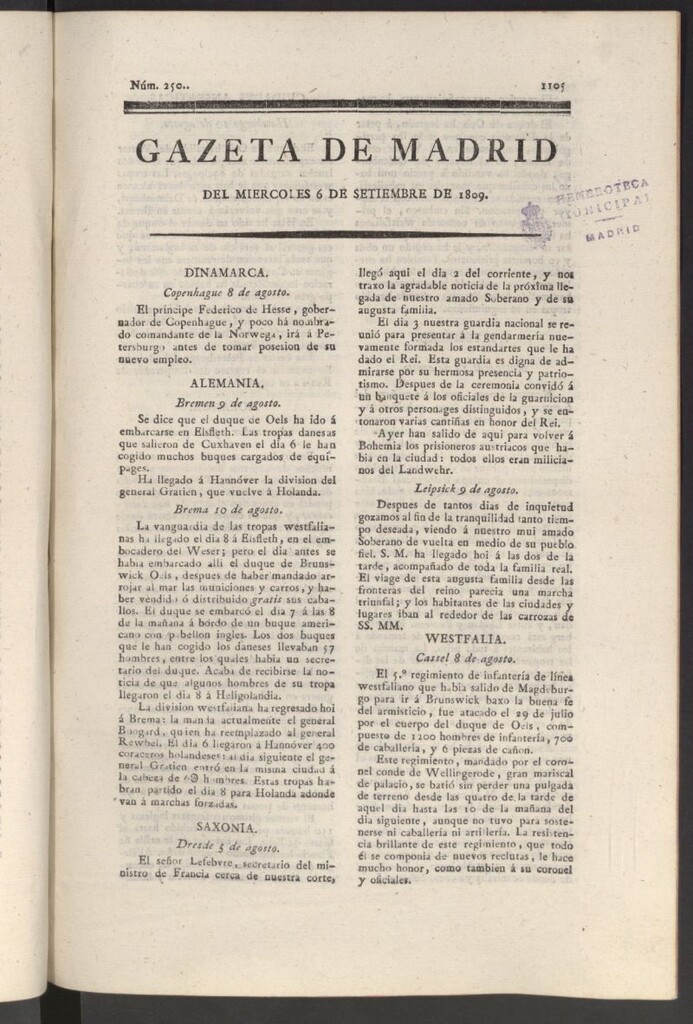 Núm. 250..
1105
GAZETA DE MADRID
DEL MIERCOLES 6 DE SETIEMBRE DE 1809.
HEMEROTECA
MUNICIPAL
MADRID
DINAMARCA.
Copenhague 8 de agosto.
El príncipe Federico de Hesse, gober-
nador de Copenhague, y poco há nombra-
do comandante de la Norwega, irá á Pe-
tersburgo antes de tomar posesion de su
nuevo empleo.
ALEMANIA.
Bremen 9 de agosto.
Se dice que el duque de Oels ha ido á
embarcarse en Elsfleth. Las tropas danesas
que salieron de Cuxhaven el dia 6 le han
cogido muchos buques cargados de equi-
pages.
Ha llegado á Hannóver la division del
general Gratien, que vuelve á Holanda.
Brema 10 de agosto.
La vanguardia de las tropas westfalia-
nas ha llegado el dia 8 á Elsfleth, en el em-
bocadero del Weser; pero el dia antes se
habia embarcado alli el duque de Bruns-
wick Oels, despues de haber mandado ar-
rojar al mar las municiones y carros, y ha-
ber vendido ó distribuido gratis sus caba-
llos. El duque se embarcó el dia 7 á las 8
de la mañana á bordo de un buque ameri-
cano con pabellon ingles. Los dos buques
que le han cogido los daneses llevaban 57
hombres, entre los quales habia un secre-
tario del duque. Acaba de recibirse la no-
ticia de que algunos hombres de su tropa
llegaron el dia 8 á Heligolandia.
La division westfaliana ha regresado hoi
á Brema: la manda actualmente el general
Bongard, quien ha reemplazado al general
Rewbel. El dia 6 llegaron á Hannóver 400
coraceros holandeses: al dia siguiente el ge-
neral Gratien entró en la misma ciudad á
la cabeza de hombres. Estas tropas ha-
bran partido el dia 8 para Holanda adonde
van á marchas forzadas.
SAXONIA.
Dresde 5 de agosto.
El señor Lefebvre, secretario del mi-
nistro de Francia cerca de nuestra corte,
llegó aqui el dia 2 del corriente, y nos
traxo la agradable noticia de la próxima lle-
gada de nuestro amado Soberano y de su
augusta familia.
El dia 3 nuestra guardia nacional se re-
unió para presentar á la gendarmería nue-
vamente formada los estandartes que le ha
dado el Rei. Esta guardia es digna de ad-
mirarse por su hermosa presencia y patrio-
tismo. Despues de la ceremonia convidó á
un banquete á los oficiales de la guarnicion
y á otros personages distinguidos, y se en-
tonaron varias cantiñas en honor del Rei.
Ayer han salido de aqui para volver á
Bohemia los prisioneros austriacos que ha-
bia en la ciudad: todos ellos eran milicia-
nos del Landwehr.
Leipsick 9 de agosto.
Despues de tantos dias de inquietud
gozamos al fin de la tranquilidad tanto tiem-
po deseada, viendo á nuestro mui amado
Soberano de vuelta en medio de su pueblo
fiel. S. M. ha llegado hoi á las dos de la
tarde, acompañado de toda la familia real.
El viage de esta augusta familia desde las
fronteras del reino parecia una marcha
triunfal; y los habitantes de las ciudades y
lugares iban al rededor de las carrozas de
SS. MM.
WESTFALIA.
Cassel 8 de agosto.
El 5.º regimiento de infantería de línea
westfaliano que habia salido de Magdebur-
go para ir á Brunswick baxo la buena fe
del armisticio, fue atacado el 29 de julio
por el cuerpo del duque de Oels, com-
puesto de 1200 hombres de infantería, 700
de caballería, y 6 piezas de cañon.
Este regimiento, mandado por el coro-
nel conde de Wellingerode, gran mariscal
de palacio, se batió sin perder una pulgada
de terreno desde las quatro de la tarde de
aquel dia hasta las 10 de la mañana del
dia siguiente, aunque no tuvo para soste-
nerse ni caballería ni artillería. La resisten-
cia brillante de este regimiento, que todo
él se componia de nuevos reclutas, le hace
mucho honor, como tambien á su coronel
y oficiales.